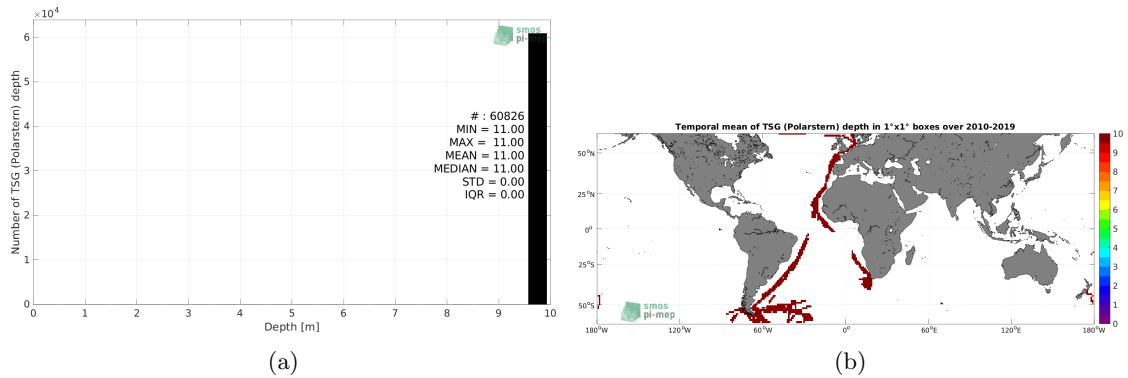 ×10⁴
6
5
4
3
2
1
0
Number of TSG (Polarstern) depth
smos
pi-mep
# : 60826
MIN = 11.00
MAX = 11.00
MEAN = 11.00
MEDIAN = 11.00
STD = 0.00
IQR = 0.00
0 1 2 3 4 5 6 7 8 9 10
Depth [m]
(a)
Temporal mean of TSG (Polarstern) depth in 1°x1° boxes over 2010-2019
50°N
25°N
0°
25°S
50°S
smos
pi-mep
180°W 120°W 60°W 0° 60°E 120°E 180°W
10
9
8
7
6
5
4
3
2
1
0
(b)